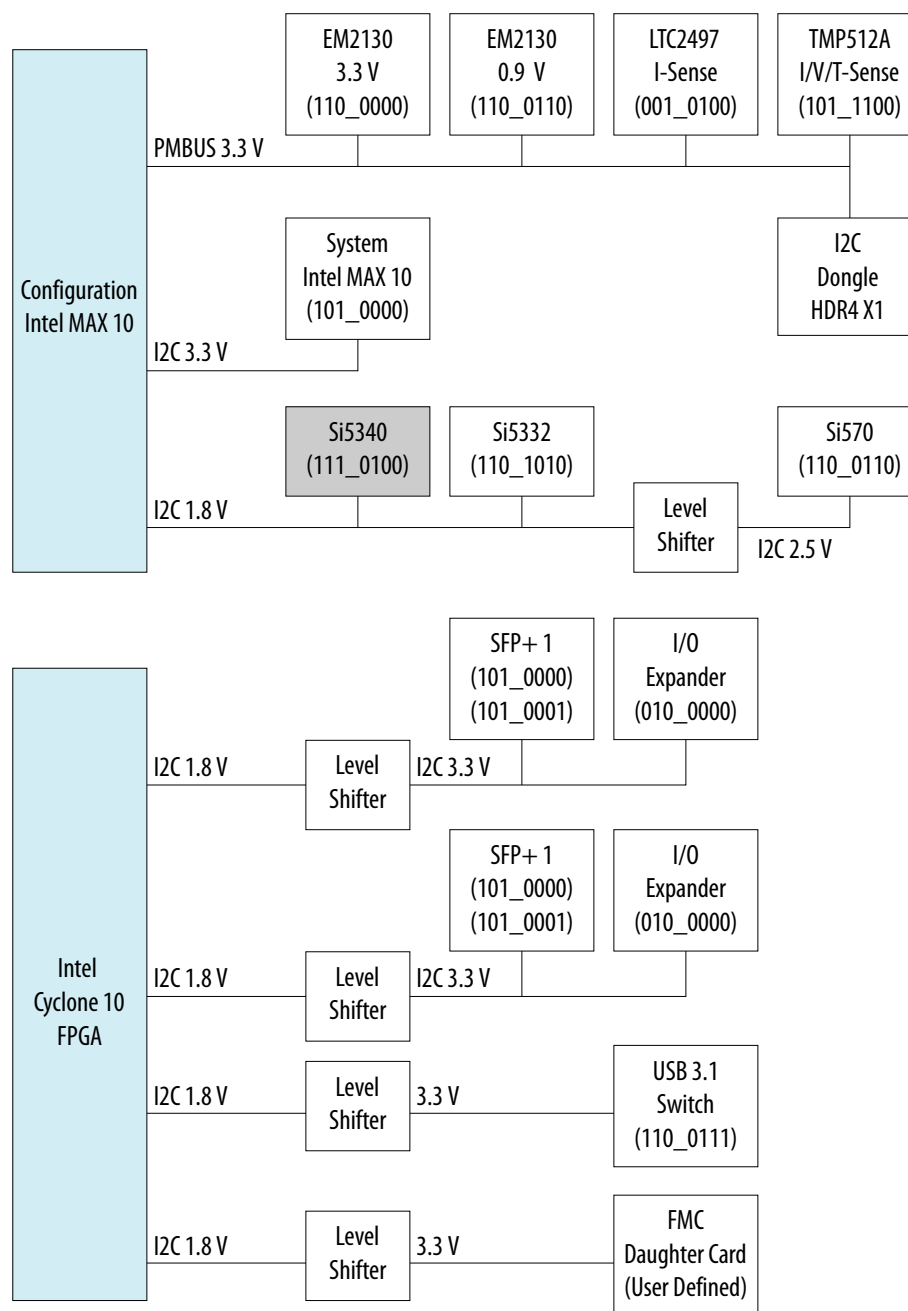 EM2130
3.3 V
(110_0000)
EM2130
0.9 V
(110_0110)
LTC2497
I-Sense
(001_0100)
TMP512A
I/V/T-Sense
(101_1100)
PMBUS 3.3 V
System
Intel MAX 10
(101_0000)
I2C
Dongle
HDR4 X1
Configuration
Intel MAX 10
I2C 3.3 V
Si5340
(111_0100)
Si5332
(110_1010)
Si570
(110_0110)
I2C 1.8 V
Level
Shifter
I2C 2.5 V
SFP+ 1
(101_0000)
(101_0001)
I/O
Expander
(010_0000)
I2C 1.8 V
Level
Shifter
I2C 3.3 V
SFP+ 1
(101_0000)
(101_0001)
I/O
Expander
(010_0000)
Intel
Cyclone 10
FPGA
I2C 1.8 V
Level
Shifter
I2C 3.3 V
I2C 1.8 V
Level
Shifter
3.3 V
USB 3.1
Switch
(110_0111)
I2C 1.8 V
Level
Shifter
3.3 V
FMC
Daughter Card
(User Defined)